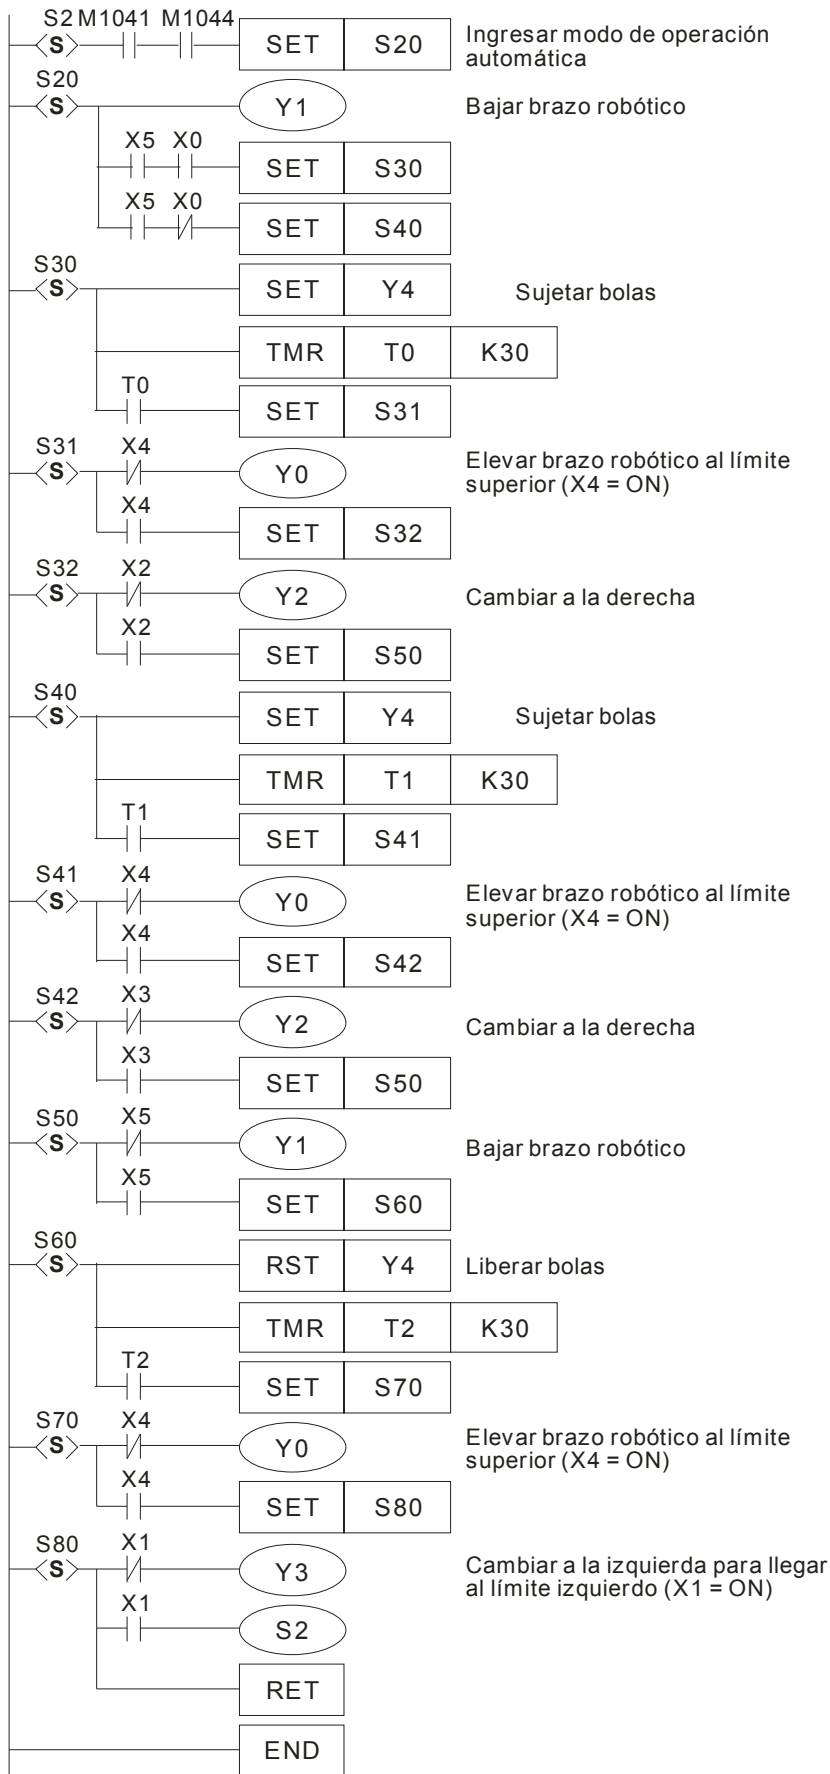 S2 M1041 M1044
S SET S20 Ingresar modo de operación
automática
S20
S Y1 Bajar brazo robótico
X5 X0
SET S30
X5 X0
SET S40
S30
S SET Y4 Sujetar bolas
TMR T0 K30
T0
SET S31
S31 X4
S Y0 Elevar brazo robótico al límite
superior (X4 = ON)
X4
SET S32
S32 X2
S Y2 Cambiar a la derecha
X2
SET S50
S40
S SET Y4 Sujetar bolas
TMR T1 K30
T1
SET S41
S41 X4
S Y0 Elevar brazo robótico al límite
superior (X4 = ON)
X4
SET S42
S42 X3
S Y2 Cambiar a la derecha
X3
SET S50
S50 X5
S Y1 Bajar brazo robótico
X5
SET S60
S60
S RST Y4 Liberar bolas
TMR T2 K30
T2
SET S70
S70 X4
S Y0 Elevar brazo robótico al límite
superior (X4 = ON)
X4
SET S80
S80 X1
S Y3 Cambiar a la izquierda para llegar
al límite izquierdo (X1 = ON)
X1
S2
RET
END